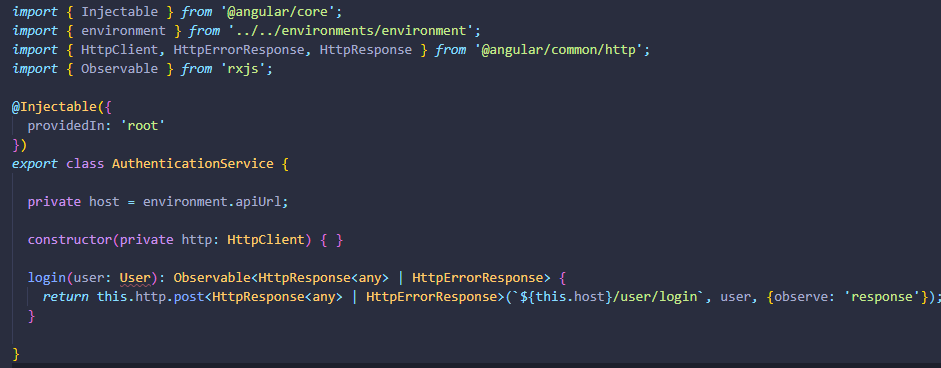 import { Injectable } from '@angular/core';
import { environment } from '../../environments/environment';
import { HttpClient, HttpErrorResponse, HttpResponse } from '@angular/common/http';
import { Observable } from 'rxjs';
@Injectable({
providedIn: 'root'
})
export class AuthenticationService {
private host = environment.apiUrl;
constructor(private http: HttpClient) { }
login(user: User): Observable<HttpResponse<any> | HttpErrorResponse> {
return this.http.post<HttpResponse<any> | HttpErrorResponse>(`${this.host}/user/login`, user, {observe: 'response'});
}
}